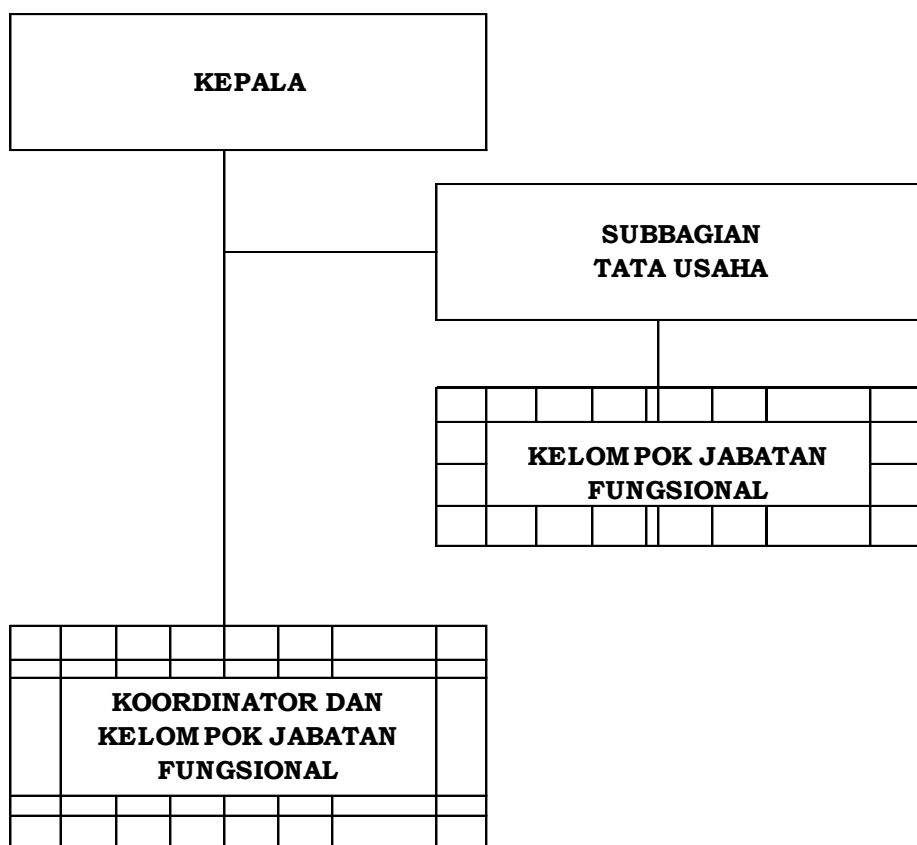 KEPALA
SUBBAGIAN
TATA USAHA
KELOMPOK JABATAN
FUNGSIONAL
KOORDINATOR DAN
KELOMPOK JABATAN
FUNGSIONAL